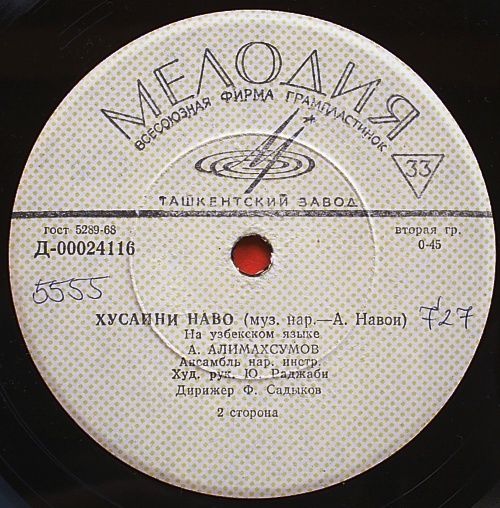 МЕЛОДИЯ
ВСЕСОЮЗНАЯ ФИРМА ГРАМПЛАСТИНОК
33
ТАШКЕНТСКИЙ ЗАВОД
гост 5289-68
вторая гр.
Д-00024116
0-45
5555
ХУСАИНИ НАВО (муз. нар.—А. Навои)
727
На узбекском языке
А. АЛИМАХСУМОВ
Ансамбль нар. инстр.
Худ. рук. Ю. Раджаби
Дирижер Ф. Садыков
2 сторона